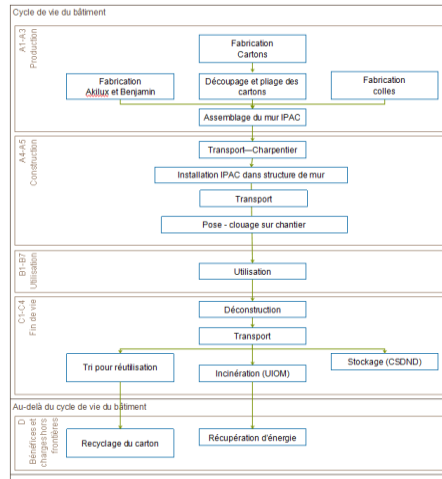 Cycle de vie du bâtiment
A1-A3
Production
Fabrication
Cartons
Fabrication
Akilux et Benjamin
Découpage et pliage des
cartons
Fabrication
colles
Assemblage du mur IPAC
A4-A5
Construction
Transport—Charpentier
Installation IPAC dans structure de mur
Transport
Pose - clouage sur chantier
B1-B7
Utilisation
Utilisation
C1-C4
Fin de vie
Déconstruction
Transport
Tri pour réutilisation
Incinération (UIOM)
Stockage (CSDND)
Au-delà du cycle de vie du bâtiment
D
Bénéfices et
charges hors
frontières
Recyclage du carton
Récupération d'énergie